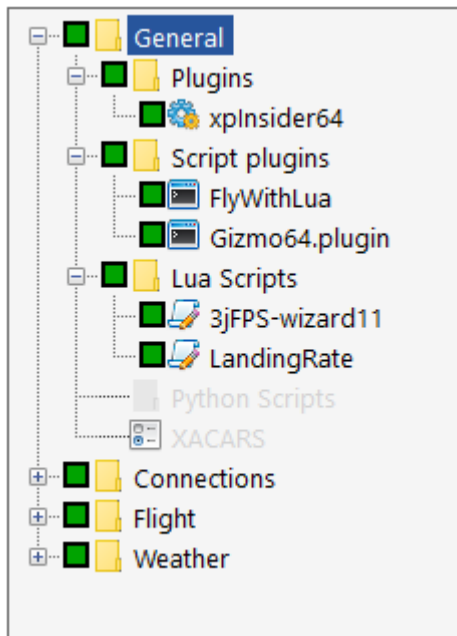 General
Plugins
xpInsider64
Script plugins
FlyWithLua
Gizmo64.plugin
Lua Scripts
3jFPS-wizard11
LandingRate
Python Scripts
XACARS
Connections
Flight
Weather